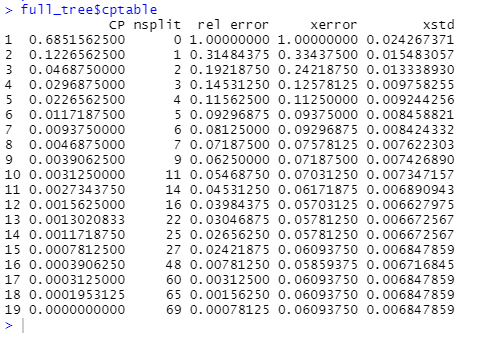 > full_tree$cptable
CP nsplit rel error xerror xstd
1 0.6851562500 0 1.00000000 1.00000000 0.024267371
2 0.1226562500 1 0.31484375 0.33437500 0.015483057
3 0.0468750000 2 0.19218750 0.24218750 0.013338930
4 0.0296875000 3 0.14531250 0.12578125 0.009758255
5 0.0226562500 4 0.11562500 0.11250000 0.009244256
6 0.0117187500 5 0.09296875 0.09375000 0.008458821
7 0.0093750000 6 0.08125000 0.09296875 0.008424332
8 0.0046875000 7 0.07187500 0.07578125 0.007622303
9 0.0039062500 9 0.06250000 0.07187500 0.007426890
10 0.0031250000 11 0.05468750 0.07031250 0.007347157
11 0.0027343750 14 0.04531250 0.06171875 0.006890943
12 0.0015625000 16 0.03984375 0.05703125 0.006627975
13 0.0013020833 22 0.03046875 0.05781250 0.006672567
14 0.0011718750 25 0.02656250 0.05781250 0.006672567
15 0.0007812500 27 0.02421875 0.06093750 0.006847859
16 0.0003906250 48 0.00781250 0.05859375 0.006716845
17 0.0003125000 60 0.00312500 0.06093750 0.006847859
18 0.0001953125 65 0.00156250 0.06093750 0.006847859
19 0.0000000000 69 0.00078125 0.06093750 0.006847859
>